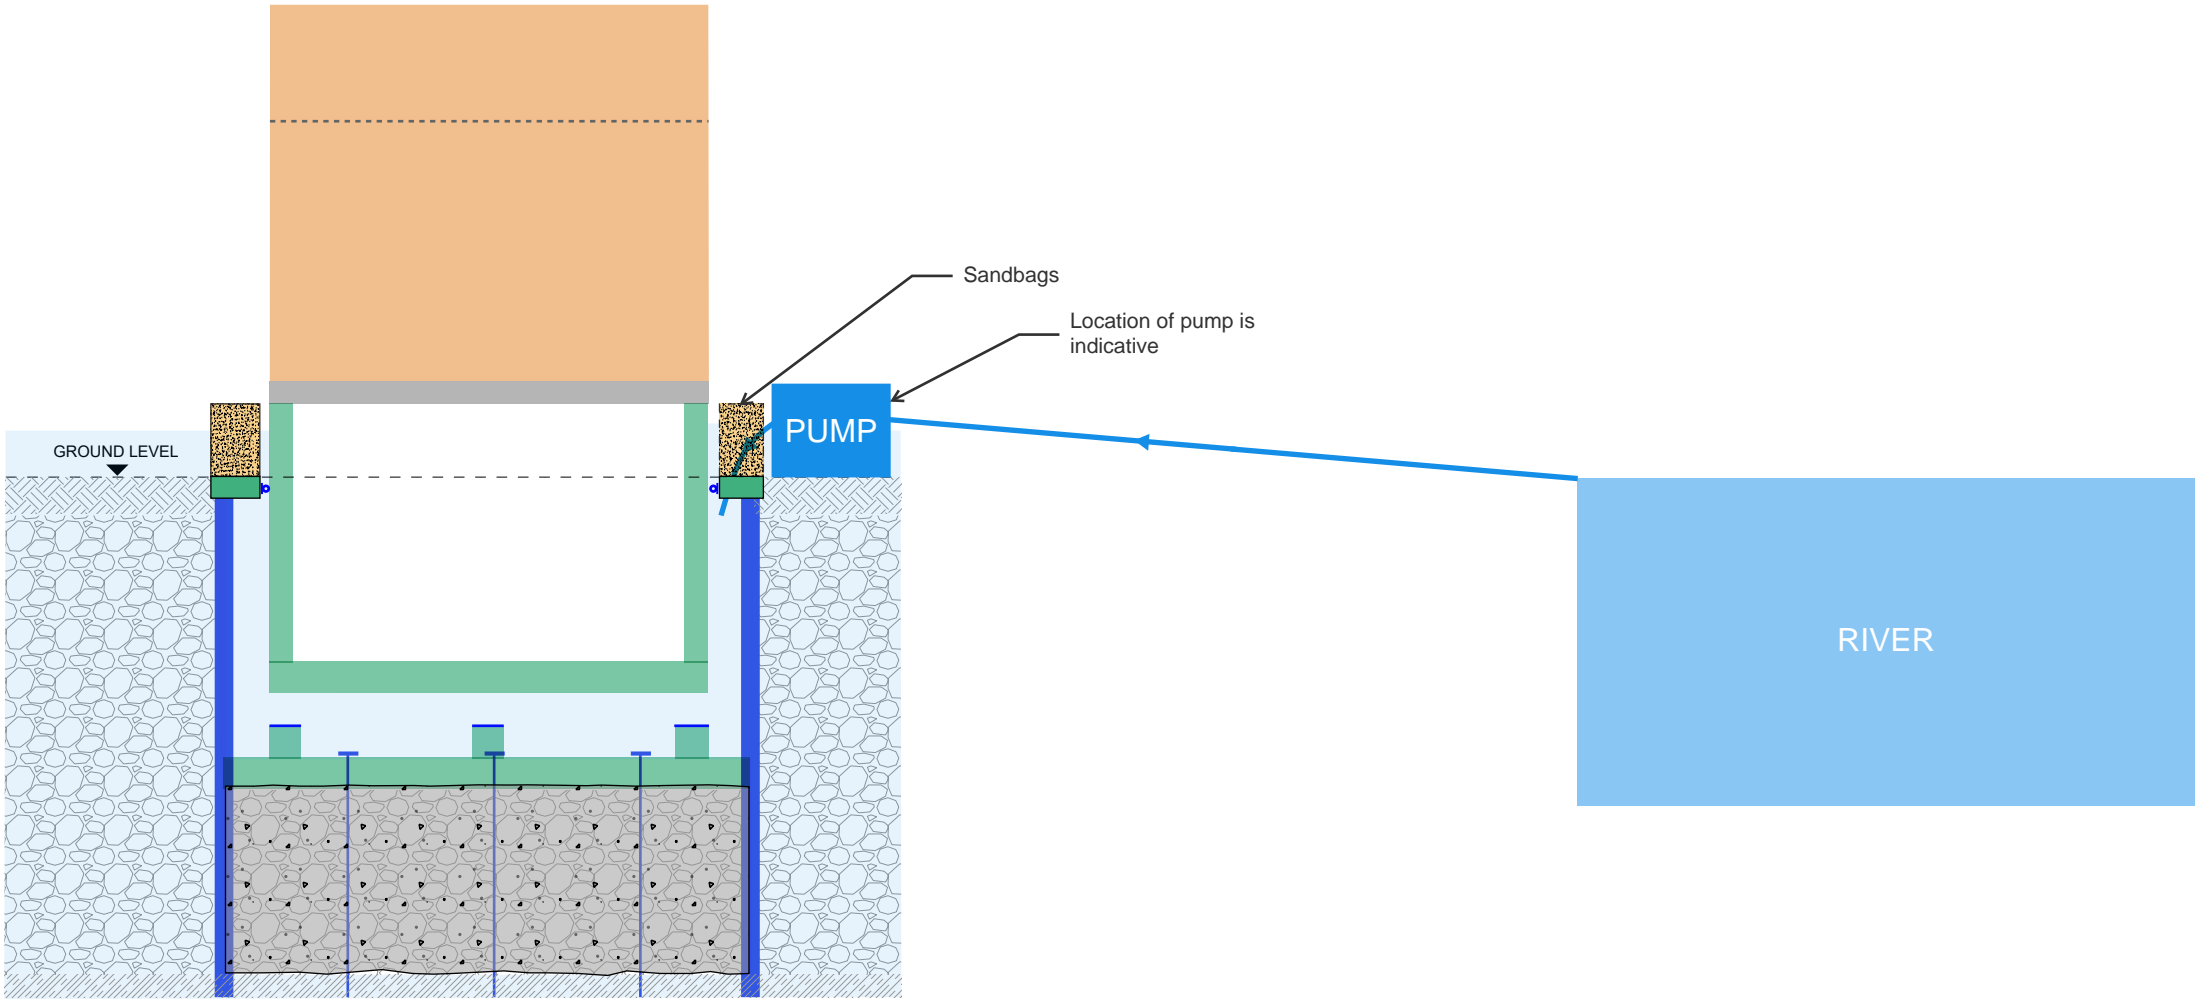 Sandbags
Location of pump is
indicative
PUMP
GROUND LEVEL
RIVER